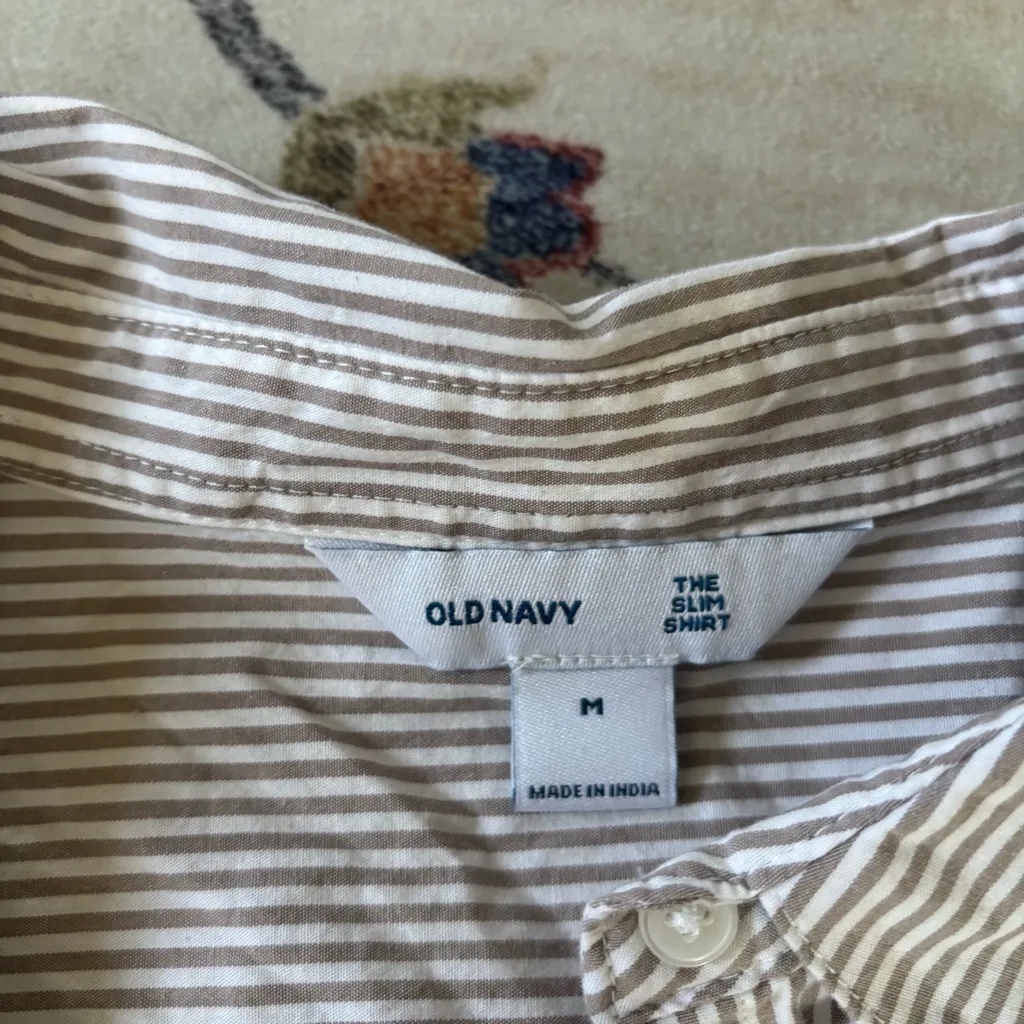 OLD NAVY
THE
SLIM
SHIRT
M
MADE IN INDIA